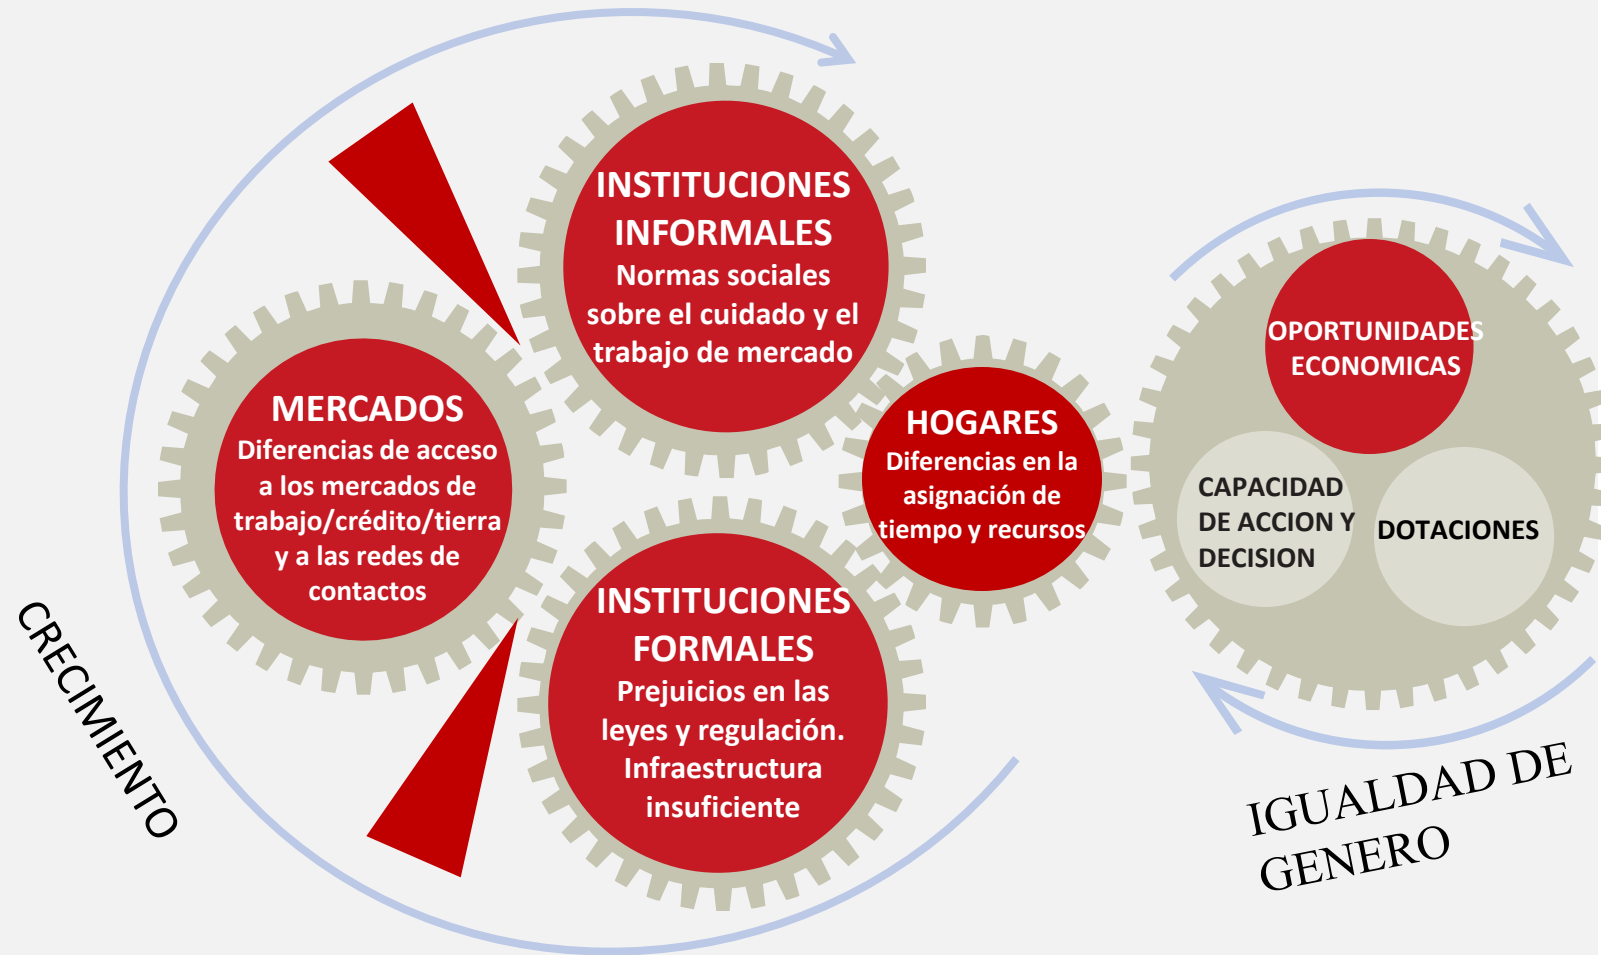 INSTITUCIONES
INFORMALES
Normas sociales
sobre el cuidado y el
trabajo de mercado
MERCADOS
Diferencias de acceso
a los mercados de
trabajo/crédito/tierra
y a las redes de
contactos
HOGARES
Diferencias en la
asignación de
tiempo y recursos
INSTITUCIONES
FORMALES
Prejuicios en las
leyes y regulación.
Infraestructura
insuficiente
OPORTUNIDADES
ECONOMICAS
CAPACIDAD
DE ACCION Y
DECISION
DOTACIONES
CRECIMIENTO
IGUALDAD DE
GENERO